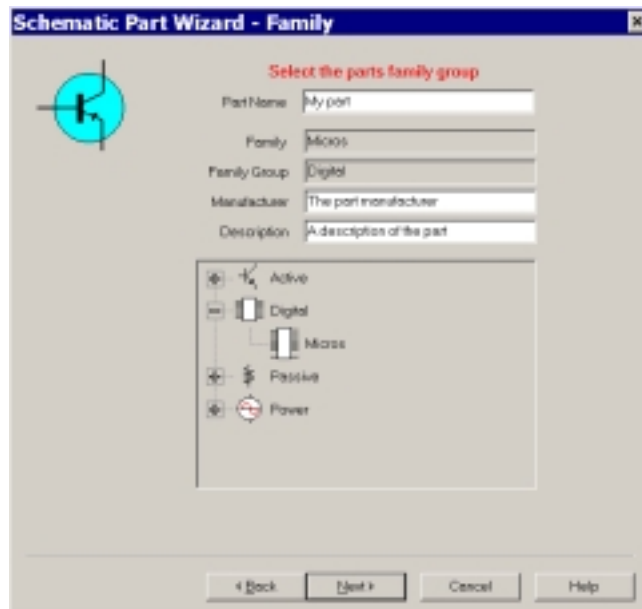 Schematic Part Wizard - Family
Select the parts family group
Part Name My part
Family Micros
Family Group Digital
Manufacturer The part manufacturer
Description A description of the part
Active
Digital
Micros
Passive
Power
< Back Next > Cancel Help